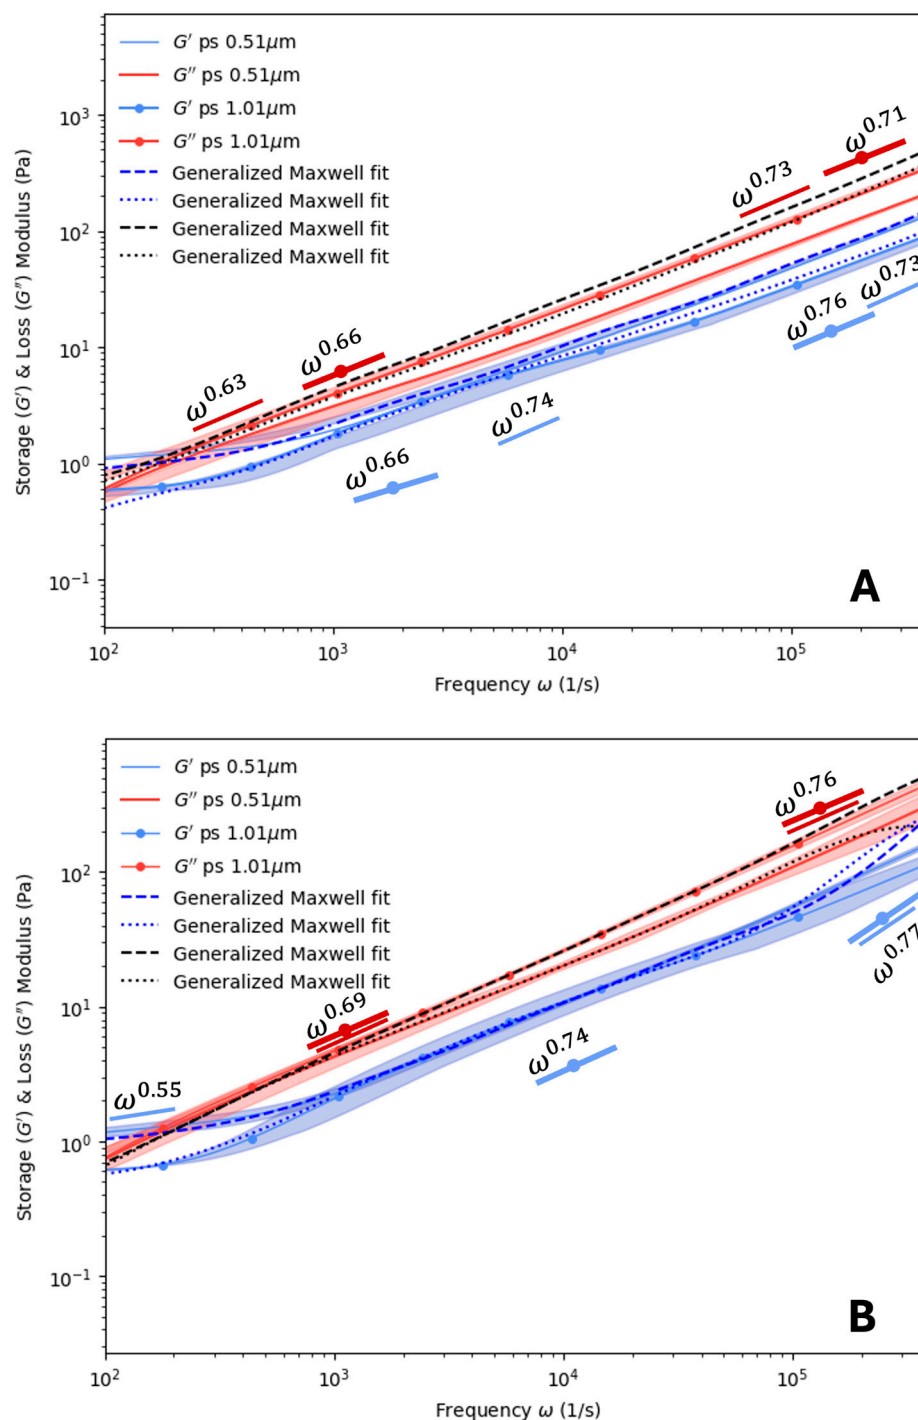 G′ ps 0.51μm
G″ ps 0.51μm
G′ ps 1.01μm
G″ ps 1.01μm
Generalized Maxwell fit
Generalized Maxwell fit
Generalized Maxwell fit
Generalized Maxwell fit
Storage (G′) & Loss (G″) Modulus (Pa)
10³
10²
10¹
10⁰
10⁻¹
ω^0.63
ω^0.66
ω^0.73
ω^0.71
ω^0.66
ω^0.74
ω^0.76
ω^0.73
A
10²
10³
10⁴
10⁵
Frequency ω (1/s)
G′ ps 0.51μm
G″ ps 0.51μm
G′ ps 1.01μm
G″ ps 1.01μm
Generalized Maxwell fit
Generalized Maxwell fit
Generalized Maxwell fit
Generalized Maxwell fit
Storage (G′) & Loss (G″) Modulus (Pa)
10²
10¹
10⁰
10⁻¹
ω^0.55
ω^0.69
ω^0.76
ω^0.74
ω^0.77
B
10²
10³
10⁴
10⁵
Frequency ω (1/s)